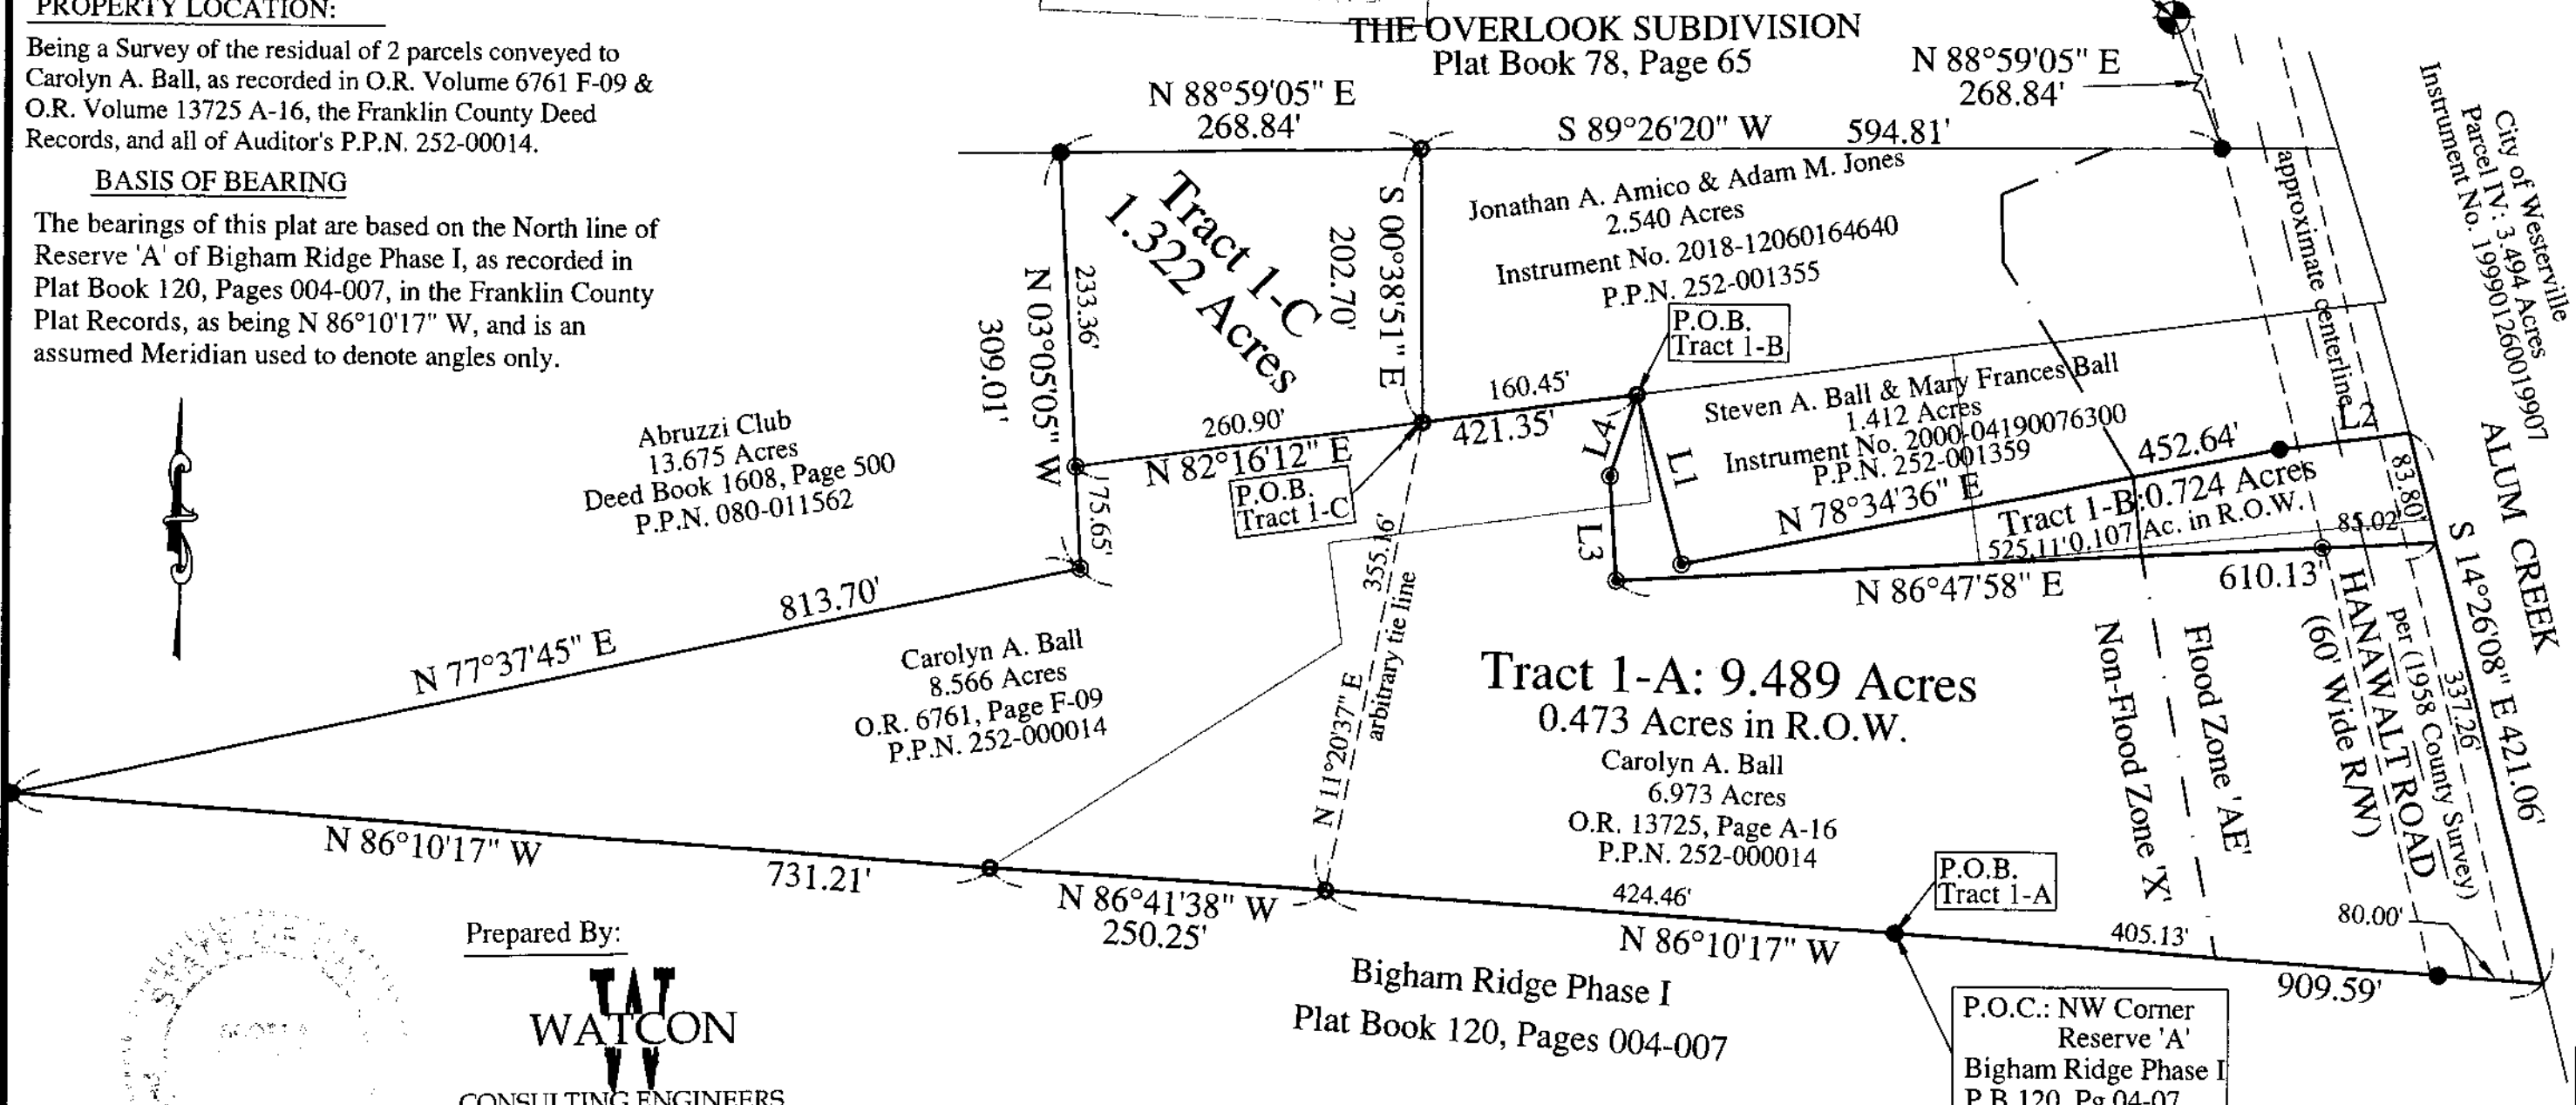 PROPERTY LOCATION:
Being a Survey of the residual of 2 parcels conveyed to
Carolyn A. Ball, as recorded in O.R. Volume 6761 F-09 &
O.R. Volume 13725 A-16, the Franklin County Deed
Records, and all of Auditor's P.P.N. 252-00014.
BASIS OF BEARING
The bearings of this plat are based on the North line of
Reserve 'A' of Bigham Ridge Phase I, as recorded in
Plat Book 120, Pages 004-007, in the Franklin County
Plat Records, as being N 86°10'17" W, and is an
assumed Meridian used to denote angles only.
THE OVERLOOK SUBDIVISION
Plat Book 78, Page 65
N 88°59'05" E
268.84'
N 88°59'05" E
268.84'
S 89°26'20" W 594.81'
City of Westerville
Parcel IV: 3.494 Acres
Instrument No. 199901260019907
approximate centerline
Tract 1-C
1.322 Acres
S 00°38'51" E
202.70'
233.36'
N 03°05'05" W
309.01'
75.65'
Jonathan A. Amico & Adam M. Jones
2.540 Acres
Instrument No. 2018-12060164640
P.P.N. 252-001355
P.O.B.
Tract 1-B
160.45'
421.35'
260.90'
N 82°16'12" E
P.O.B.
Tract 1-C
L4
L1
L3
L2
Steven A. Ball & Mary Frances Ball
1.412 Acres
Instrument No. 2000-04190076300
P.P.N. 252-001359
452.64'
N 78°34'36" E
Tract 1-B:0.724 Acres
0.107 Ac. in R.O.W.
525.11'
85.02'
83.80'
N 86°47'58" E
610.13'
ALUM CREEK
S 14°26'08" E 421.06'
337.26'
per (1958 County Survey)
HANAWALT ROAD
(60' Wide R/W)
Flood Zone 'AE'
Non-Flood Zone 'X'
Abruzzi Club
13.675 Acres
Deed Book 1608, Page 500
P.P.N. 080-011562
813.70'
N 77°37'45" E
Carolyn A. Ball
8.566 Acres
O.R. 6761, Page F-09
P.P.N. 252-000014
355.16'
N 11°20'37" E
arbitrary tie line
Tract 1-A: 9.489 Acres
0.473 Acres in R.O.W.
Carolyn A. Ball
6.973 Acres
O.R. 13725, Page A-16
P.P.N. 252-000014
N 86°10'17" W
731.21'
N 86°41'38" W
250.25'
424.46'
N 86°10'17" W
P.O.B.
Tract 1-A
405.13'
80.00'
909.59'
Bigham Ridge Phase I
Plat Book 120, Pages 004-007
P.O.C.: NW Corner
Reserve 'A'
Bigham Ridge Phase I
P.B.120, Pg.04-07
Prepared By:
WATCON
CONSULTING ENGINEERS
STATE OF